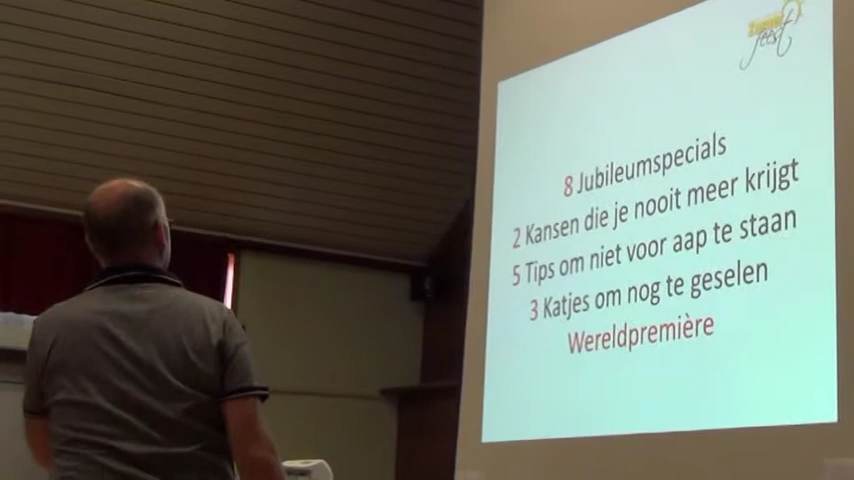 feest
8 Jubileumspecials
2 Kansen die je nooit meer krijgt
5 Tips om niet voor aap te staan
3 Katjes om nog te geselen
Wereldpremière